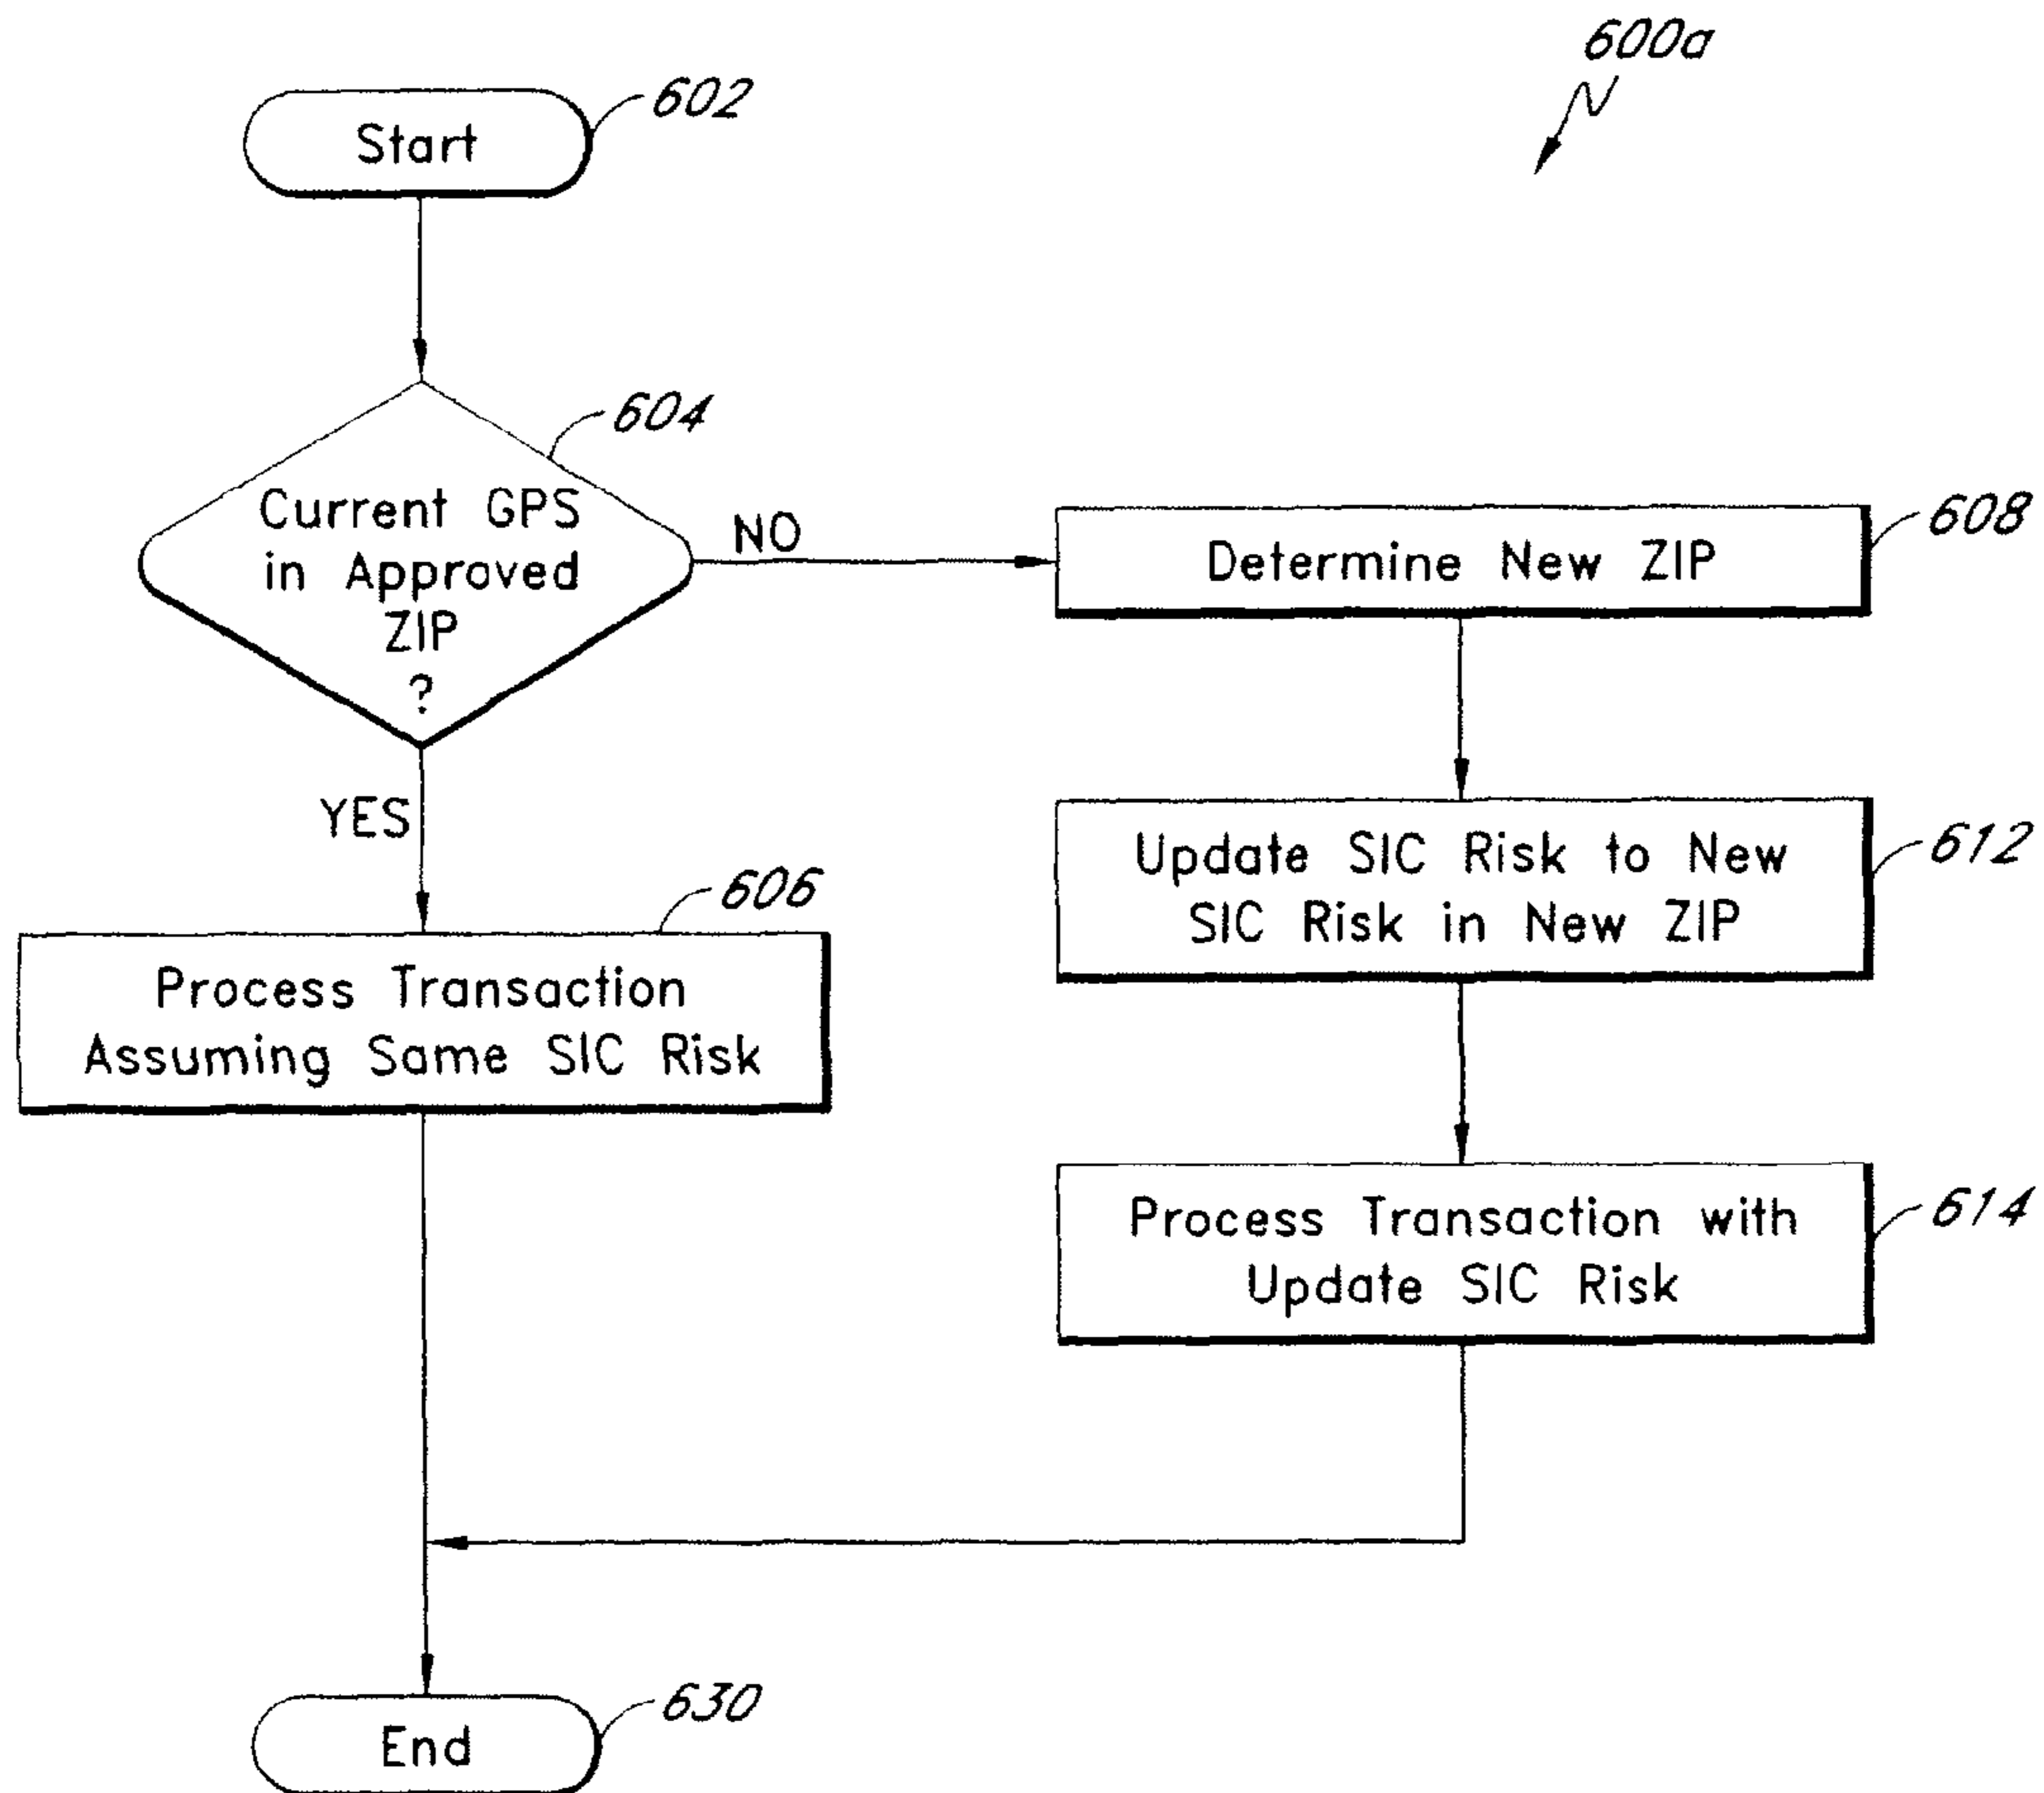 600a
Start
602
604
Current GPS
in Approved
ZIP
?
NO
YES
Determine New ZIP
608
Update SIC Risk to New
SIC Risk in New ZIP
612
606
Process Transaction
Assuming Same SIC Risk
Process Transaction with
Update SIC Risk
614
End
630